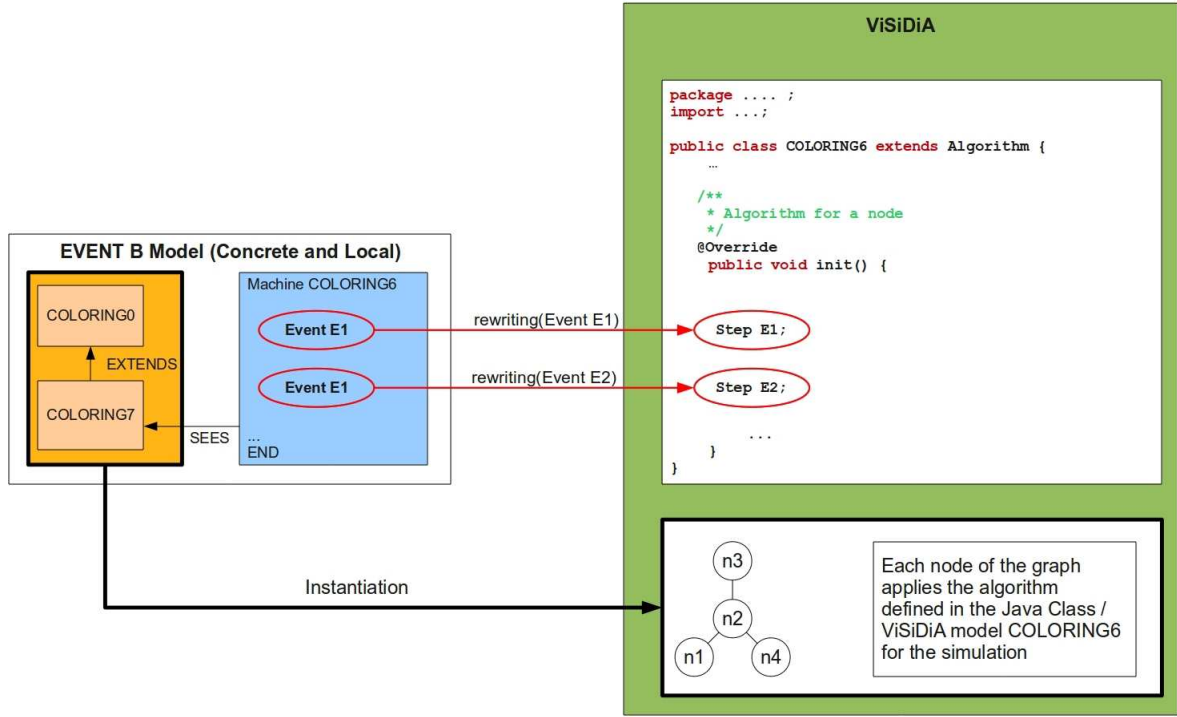 EVENT B Model (Concrete and Local)
COLORING0
EXTENDS
COLORING7
SEES
Machine COLORING6
Event E1
Event E1
...
END
rewriting(Event E1)
rewriting(Event E2)
Instantiation
ViSiDiA
package .... ;
import ...;
public class COLORING6 extends Algorithm {
…
/**
* Algorithm for a node
*/
@Override
public void init() {
Step E1;
Step E2;
...
}
}
n3
n2
n1
n4
Each node of the graph
applies the algorithm
defined in the Java Class /
ViSiDiA model COLORING6
for the simulation